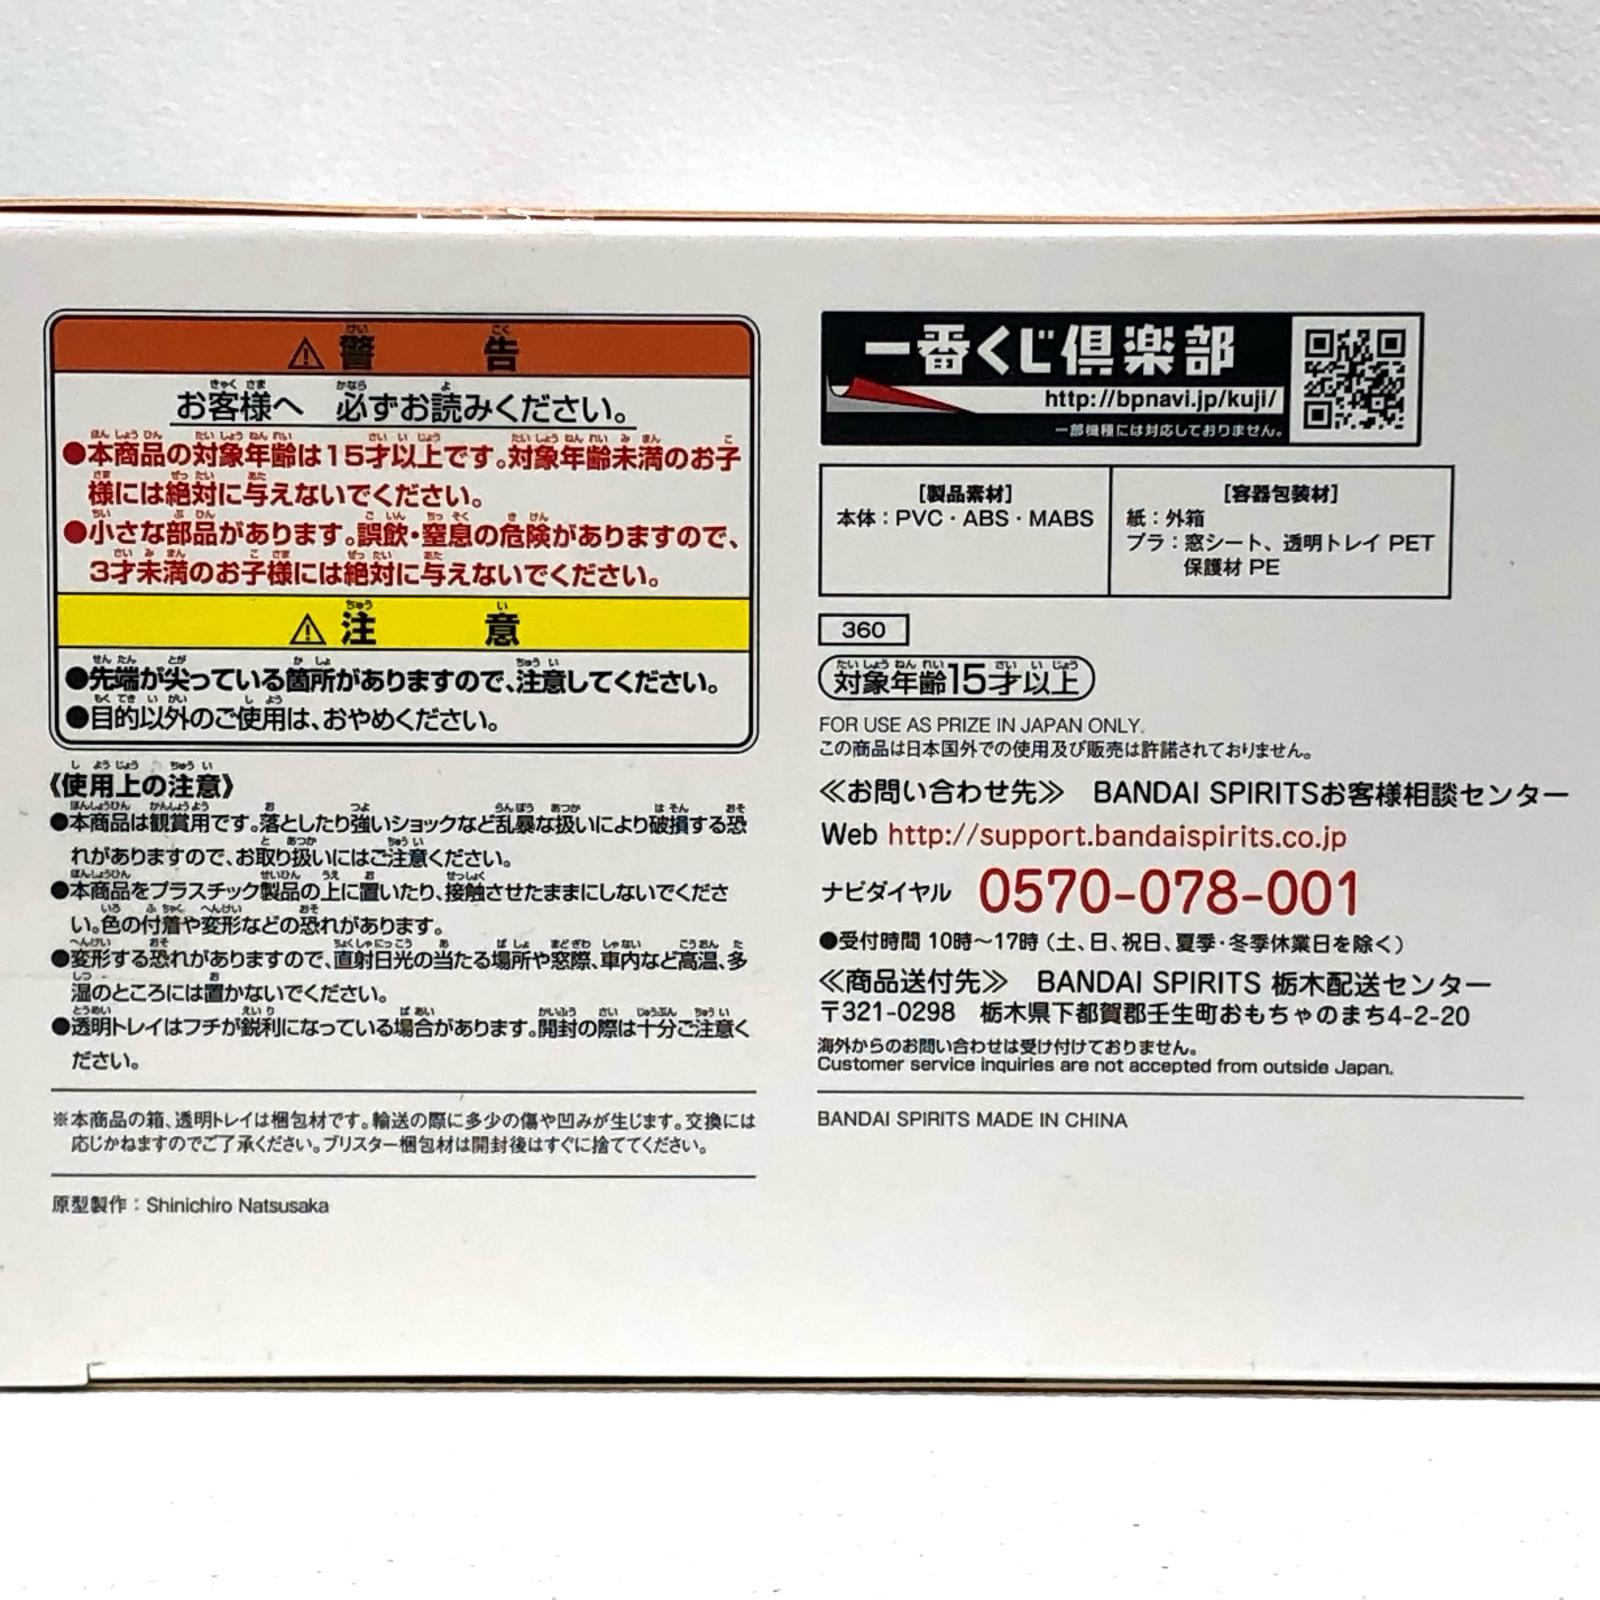 ⚠警告
お客様へ 必ずお読みください。
●本商品の対象年齢は15才以上です。対象年齢未満のお子
様には絶対に与えないでください。
●小さな部品があります。誤飲・窒息の危険がありますので、
3才未満のお子様には絶対に与えないでください。
⚠注意
●先端が尖っている箇所がありますので、注意してください。
●目的以外のご使用は、おやめください。
《使用上の注意》
●本商品は観賞用です。落としたり強いショックなど乱暴な扱いにより破損する恐
れがありますので、お取り扱いにはご注意ください。
●本商品をプラスチック製品の上に置いたり、接触させたままにしないでくださ
い。色の付着や変形などの恐れがあります。
●変形する恐れがありますので、直射日光の当たる場所や窓際、車内など高温、多
湿のところには置かないでください。
●透明トレイはフチが鋭利になっている場合があります。開封の際は十分ご注意く
ださい。
※本商品の箱、透明トレイは梱包材です。輸送の際に多少の傷や凹みが生じます。交換には
応じかねますのでご了承ください。ブリスター梱包材は開封後はすぐに捨ててください。
原型製作：Shinichiro Natsusaka
一番くじ倶楽部
http://bpnavi.jp/kuji/
一部機種には対応しておりません。
[製品素材]
本体：PVC・ABS・MABS
[容器包装材]
紙：外箱
プラ：窓シート、透明トレイ PET
保護材 PE
360
対象年齢15才以上
FOR USE AS PRIZE IN JAPAN ONLY.
この商品は日本国外での使用及び販売は許諾されておりません。
≪お問い合わせ先≫ BANDAI SPIRITSお客様相談センター
Web http://support.bandaispirits.co.jp
ナビダイヤル 0570-078-001
●受付時間 10時～17時（土、日、祝日、夏季・冬季休業日を除く）
≪商品送付先≫ BANDAI SPIRITS 栃木配送センター
〒321-0298 栃木県下都賀郡壬生町おもちゃのまち4-2-20
海外からのお問い合わせは受け付けておりません。
Customer service inquiries are not accepted from outside Japan.
BANDAI SPIRITS MADE IN CHINA